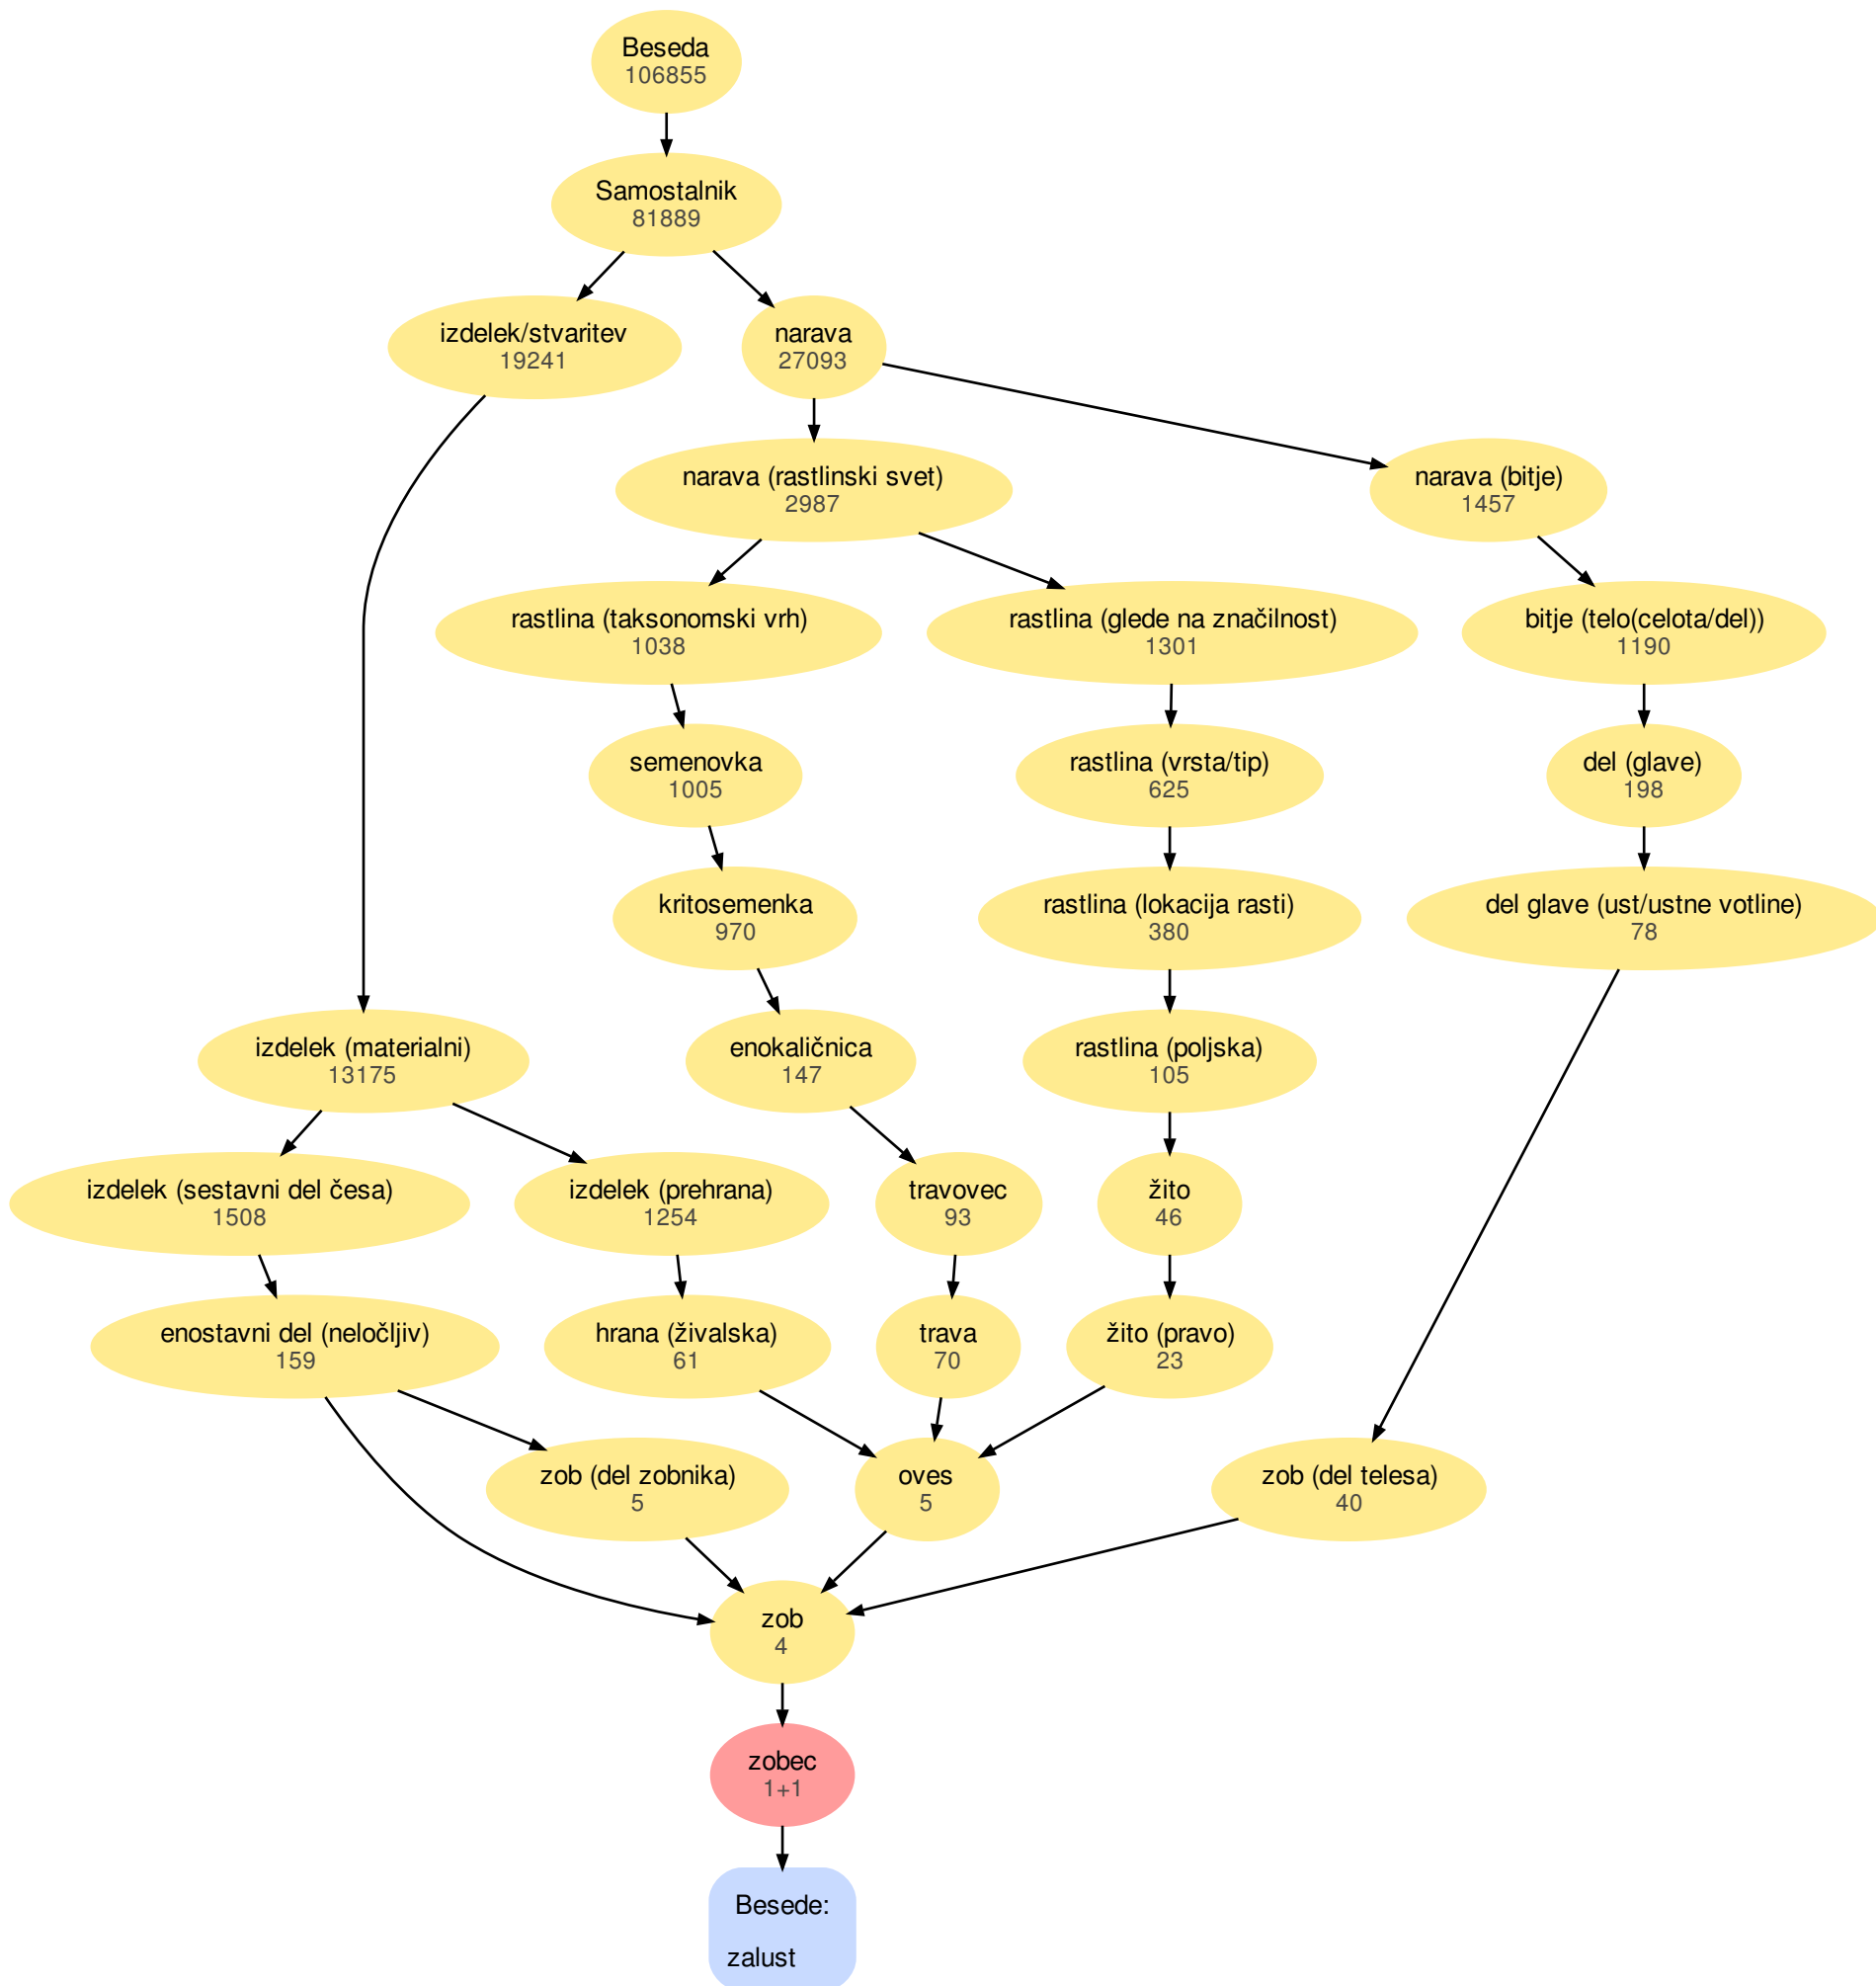 Beseda
106855
Samostalnik
81889
izdelek/stvaritev
19241
narava
27093
narava (rastlinski svet)
2987
narava (bitje)
1457
rastlina (taksonomski vrh)
1038
rastlina (glede na značilnost)
1301
bitje (telo(celota/del))
1190
semenovka
1005
rastlina (vrsta/tip)
625
del (glave)
198
kritosemenka
970
rastlina (lokacija rasti)
380
del glave (ust/ustne votline)
78
izdelek (materialni)
13175
enokaličnica
147
rastlina (poljska)
105
izdelek (sestavni del česa)
1508
izdelek (prehrana)
1254
travovec
93
žito
46
enostavni del (neločljiv)
159
hrana (živalska)
61
trava
70
žito (pravo)
23
zob (del zobnika)
5
oves
5
zob (del telesa)
40
zob
4
zobec
1+1
Besede:
zalust